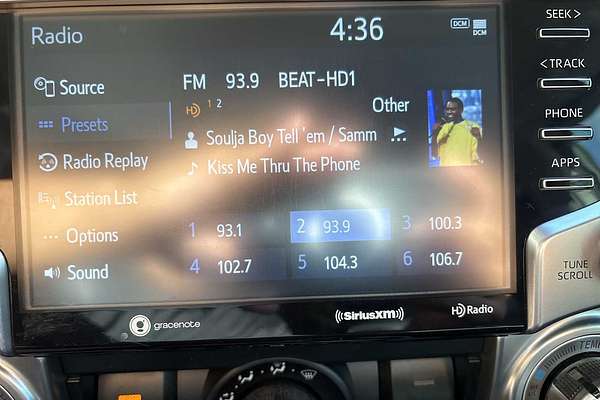 Radio 4:36 DCM DCM
Source
Presets
Radio Replay
Station List
Options
Sound
FM 93.9 BEAT-HD1
HD 1 2
Other
Soulja Boy Tell 'em / Samm
Kiss Me Thru The Phone
1 93.1 2 93.9 3 100.3
4 102.7 5 104.3 6 106.7
gracenote
((SiriusXM))
HD Radio
SEEK >
< TRACK
PHONE
APPS
TUNE
SCROLL
TEMP